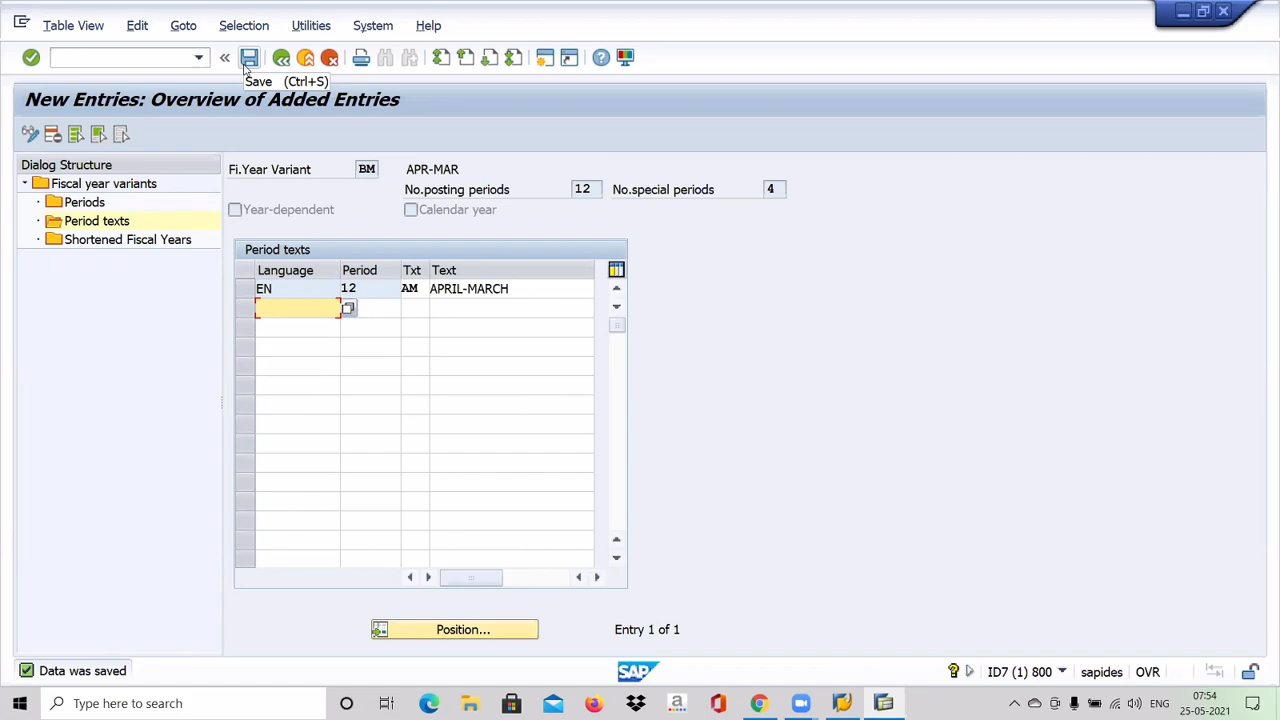 Table View Edit Goto Selection Utilities System Help
Save (Ctrl+S)
New Entries: Overview of Added Entries
Dialog Structure
Fiscal year variants
Periods
Period texts
Shortened Fiscal Years
Fi.Year Variant BM APR-MAR
No.posting periods 12 No.special periods 4
Year-dependent Calendar year
Period texts
Language Period Txt Text
EN 12 AM APRIL-MARCH
Position... Entry 1 of 1
Data was saved SAP ID7 (1) 800 sapides OVR
Type here to search ENG 07:54
25-05-2021